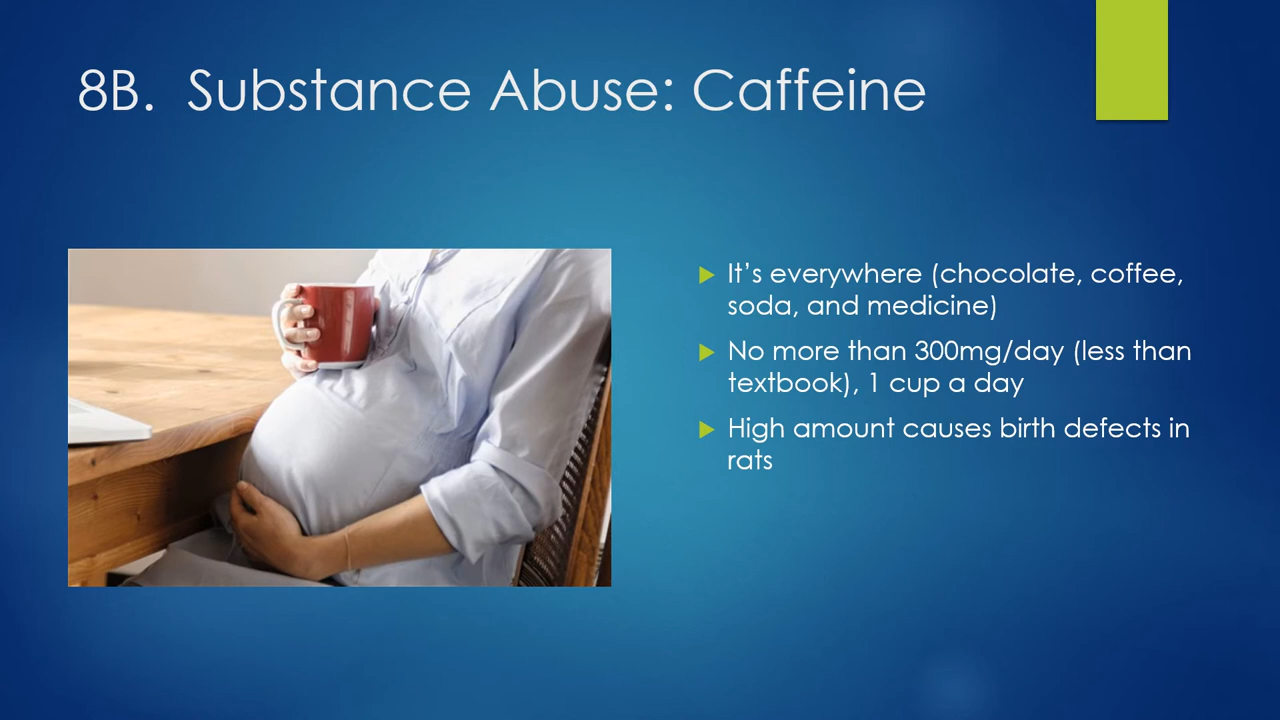 8B.  Substance Abuse: Caffeine
It’s everywhere (chocolate, coffee,
soda, and medicine)
No more than 300mg/day (less than
textbook), 1 cup a day
High amount causes birth defects in
rats